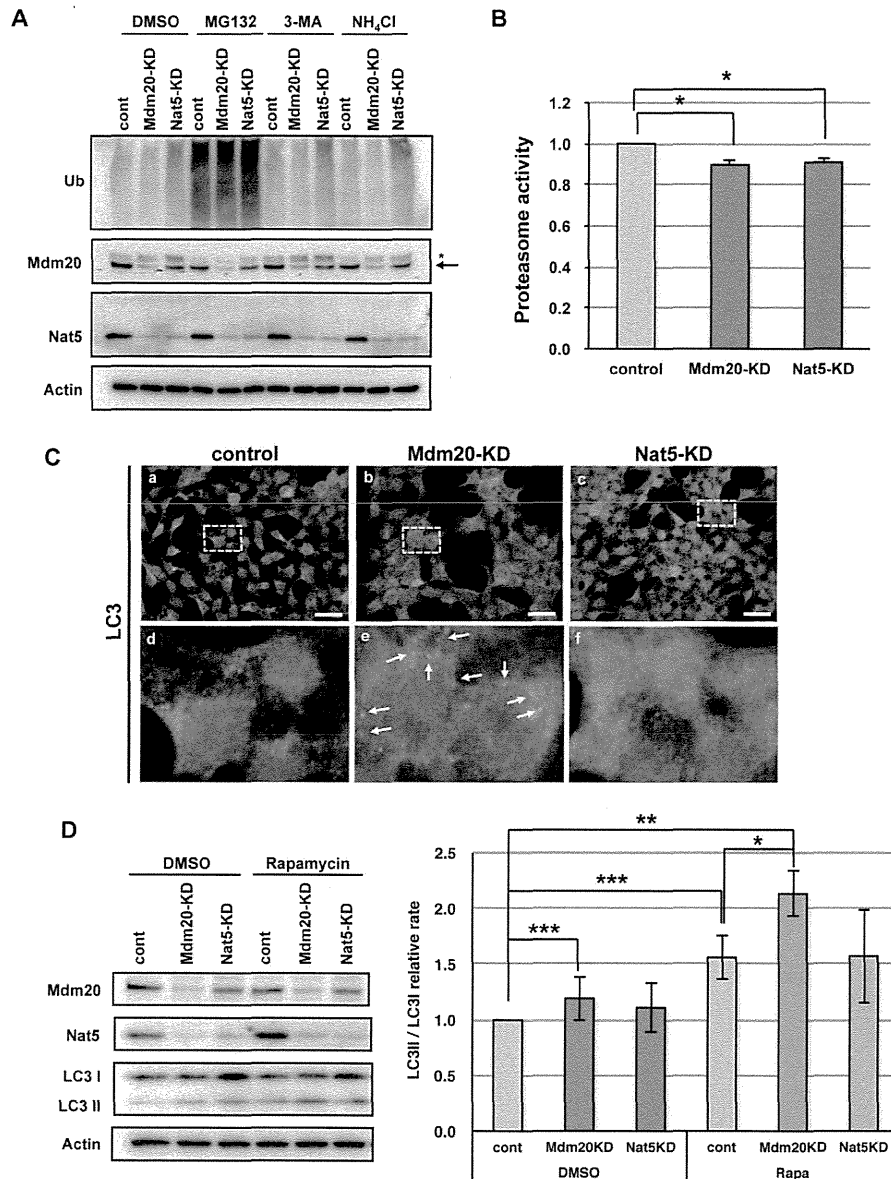 A
DMSO MG132 3-MA NH4Cl
cont Mdm20-KD Nat5-KD cont Mdm20-KD Nat5-KD cont Mdm20-KD Nat5-KD cont Mdm20-KD Nat5-KD
Ub
Mdm20
*
Nat5
Actin
B
*
*
Proteasome activity
1.2
1.0
0.8
0.6
0.4
0.2
0.0
control Mdm20-KD Nat5-KD
C
control Mdm20-KD Nat5-KD
LC3
a b c
d e f
D
DMSO Rapamycin
cont Mdm20-KD Nat5-KD cont Mdm20-KD Nat5-KD
Mdm20
Nat5
LC3 I
LC3 II
Actin
LC3II / LC3I relative rate
2.5
2.0
1.5
1.0
0.5
0.0
**
*
***
***
cont Mdm20KD Nat5KD cont Mdm20KD Nat5KD
DMSO Rapa